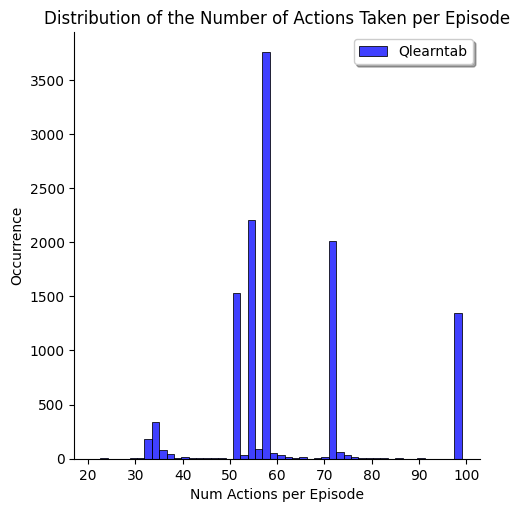 Distribution of the Number of Actions Taken per Episode
Qlearntab
Occurrence
3500
3000
2500
2000
1500
1000
500
0
20 30 40 50 60 70 80 90 100
Num Actions per Episode